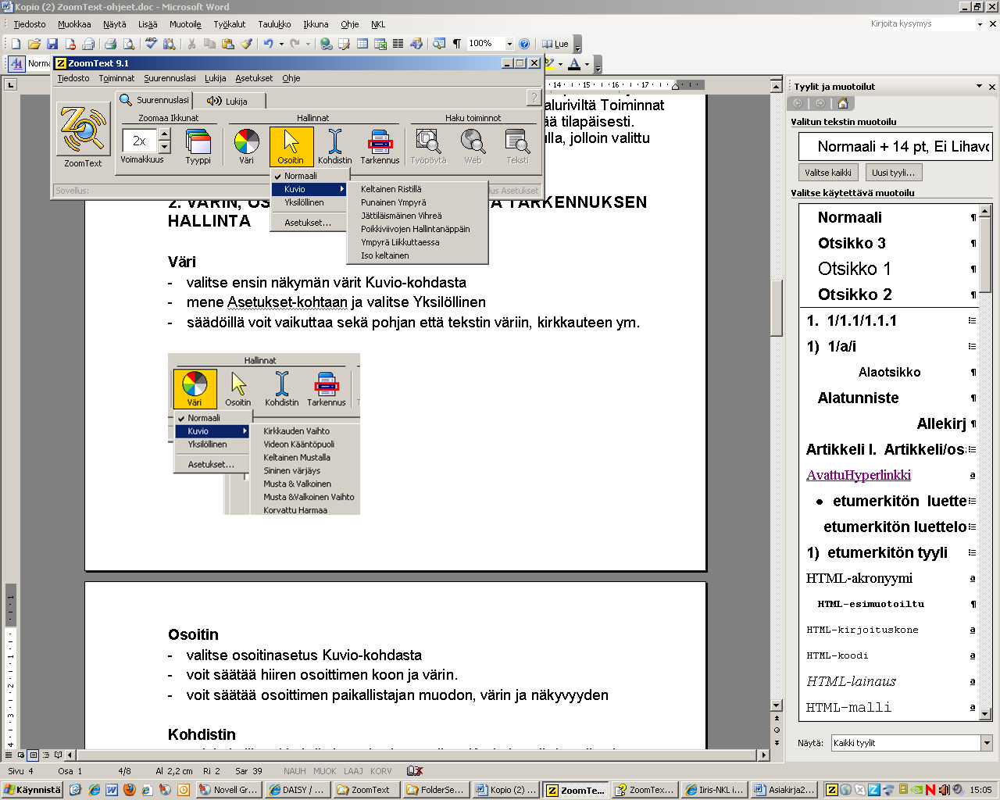 Kopio (2) ZoomText-ohjeet.doc - Microsoft Word
Tiedosto Muokkaa Näytä Lisää Muotoile Työkalut Taulukko Ikkuna Ohje NKL
Kirjoita kysymys
100%
Lue
Norma
ZoomText 9.1
Tiedosto Toiminnat Suurennuslasi Lukija Asetukset Ohje
Suurennuslasi Lukija
Zoomaa Ikkunat Hallinnat Haku toiminnot
2x
ZoomText Voimakkuus Tyyppi Väri Osoitin Kohdistin Tarkennus Työpöytä Web Teksti
Sovellus: us Asetukset
Normaali
Kuvio
Yksilöllinen
Asetukset...
Keltainen Ristillä
Punainen Ympyrä
Jättiläismäinen Vihreä
Poikkiviivojen Hallintanäppäin
Ympyrä Liikkuttaessa
Iso keltainen
14 15 16 17
aluriviltä Toiminnat
ää tilapäisesti.
ulla, jolloin valittu
2. VÄRIN, OS A TARKENNUKSEN
HALLINTA
Väri
- valitse ensin näkymän värit Kuvio-kohdasta
- mene Asetukset-kohtaan ja valitse Yksilöllinen
- säädöillä voit vaikuttaa sekä pohjan että tekstin väriin, kirkkauteen ym.
Hallinnat
Väri Osoitin Kohdistin Tarkennus
Normaali
Kuvio
Yksilöllinen
Asetukset...
Kirkkauden Vaihto
Videon Kääntöpuoli
Keltainen Mustalla
Sininen värjäys
Musta & Valkoinen
Musta &Valkoinen Vaihto
Korvattu Harmaa
Osoitin
- valitse osoitinasetus Kuvio-kohdasta
- voit säätää hiiren osoittimen koon ja värin.
- voit säätää osoittimen paikallistajan muodon, värin ja näkyvyyden
Kohdistin
Tyylit ja muotoilut
Valitun tekstin muotoilu
Normaali + 14 pt, Ei Lihavo
Valitse kaikki Uusi tyyli...
Valitse käytettävä muotoilu
Normaali ¶
Otsikko 3 ¶
Otsikko 1 ¶
Otsikko 2 ¶
1. 1/1.1/1.1.1
1) 1/a/i
Alaotsikko ¶
Alatunniste ¶
Allekirj ¶
Artikkeli I. Artikkeli/os
AvattuHyperlinkki a
• etumerkitön luette
etumerkitön luettelo
1) etumerkitön tyyli
HTML-akronyymi a
HTML-esimuotoiltu ¶
HTML-kirjoituskone a
HTML-koodi a
HTML-lainaus a
HTML-malli a
Näytä: Kaikki tyylit
Sivu 4 Osa 1 4/8 Al 2,2 cm Ri 2 Sar 39 NAUH MUOK LAAJ KORV
Käynnistä Novell Gr... DAISY / ... ZoomText FolderSe... Kopio (2) ... ZoomTe... ZoomTex... Iiris-NKL i... Asiakirja2... 15:05